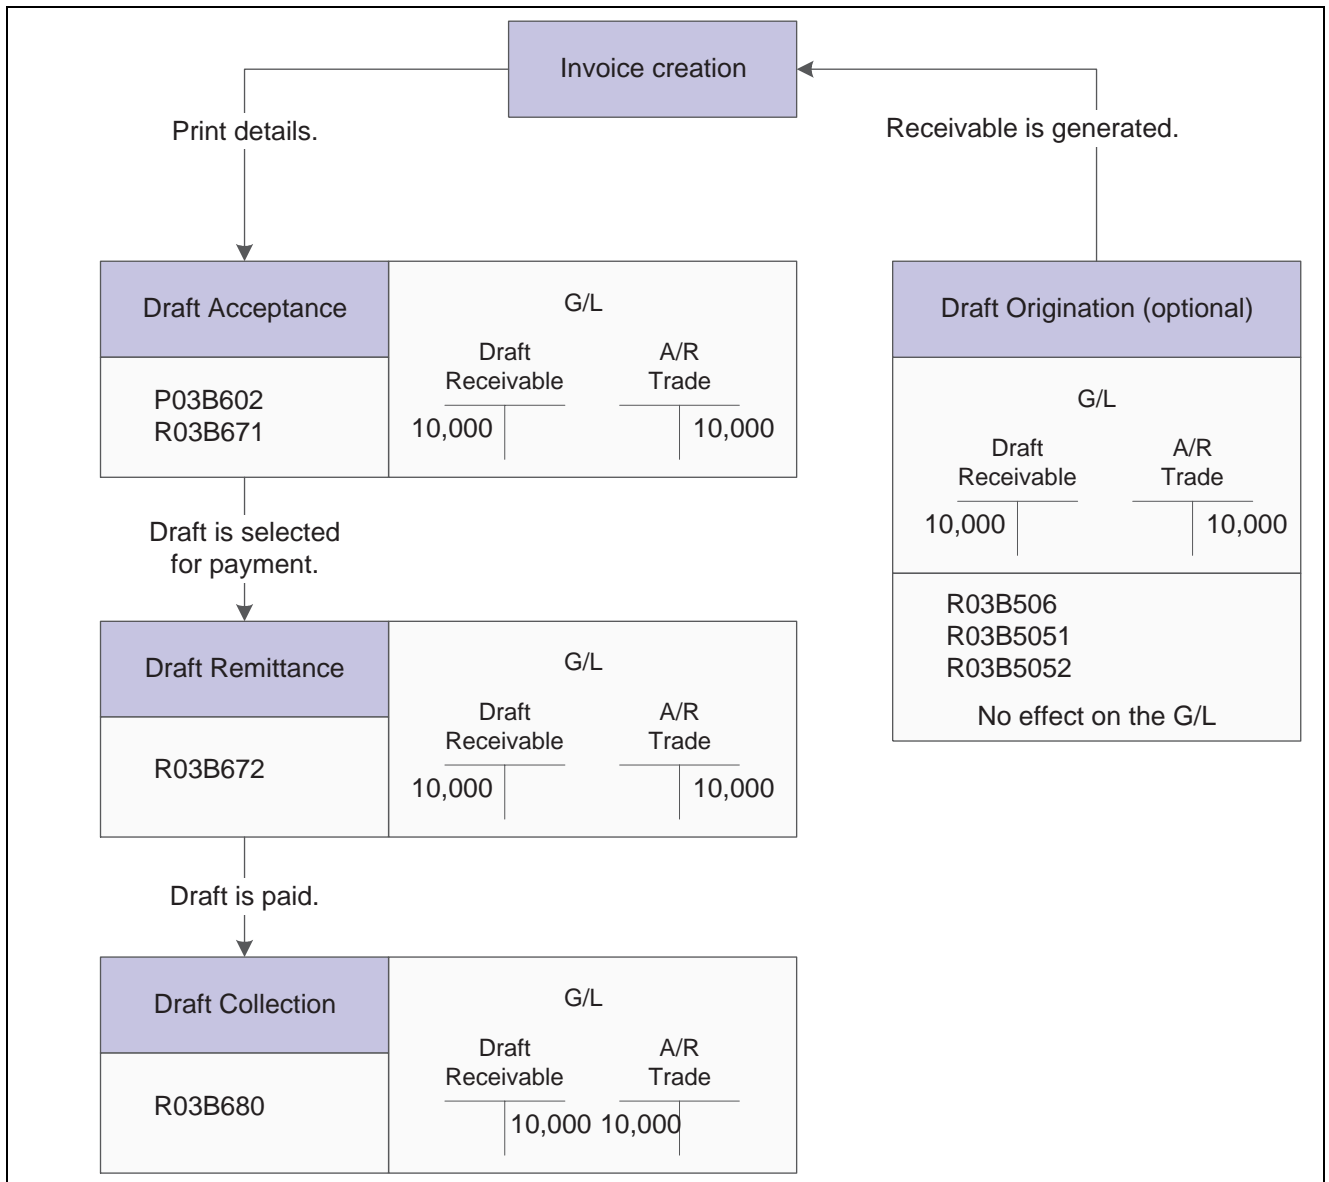 Invoice creation
Print details.
Receivable is generated.
Draft Acceptance
P03B602
R03B671
G/L
Draft
Receivable
A/R
Trade
10,000
10,000
Draft Origination (optional)
G/L
Draft
Receivable
A/R
Trade
10,000
10,000
R03B506
R03B5051
R03B5052
No effect on the G/L
Draft is selected
for payment.
Draft Remittance
R03B672
G/L
Draft
Receivable
A/R
Trade
10,000
10,000
Draft is paid.
Draft Collection
R03B680
G/L
Draft
Receivable
A/R
Trade
10,000
10,000